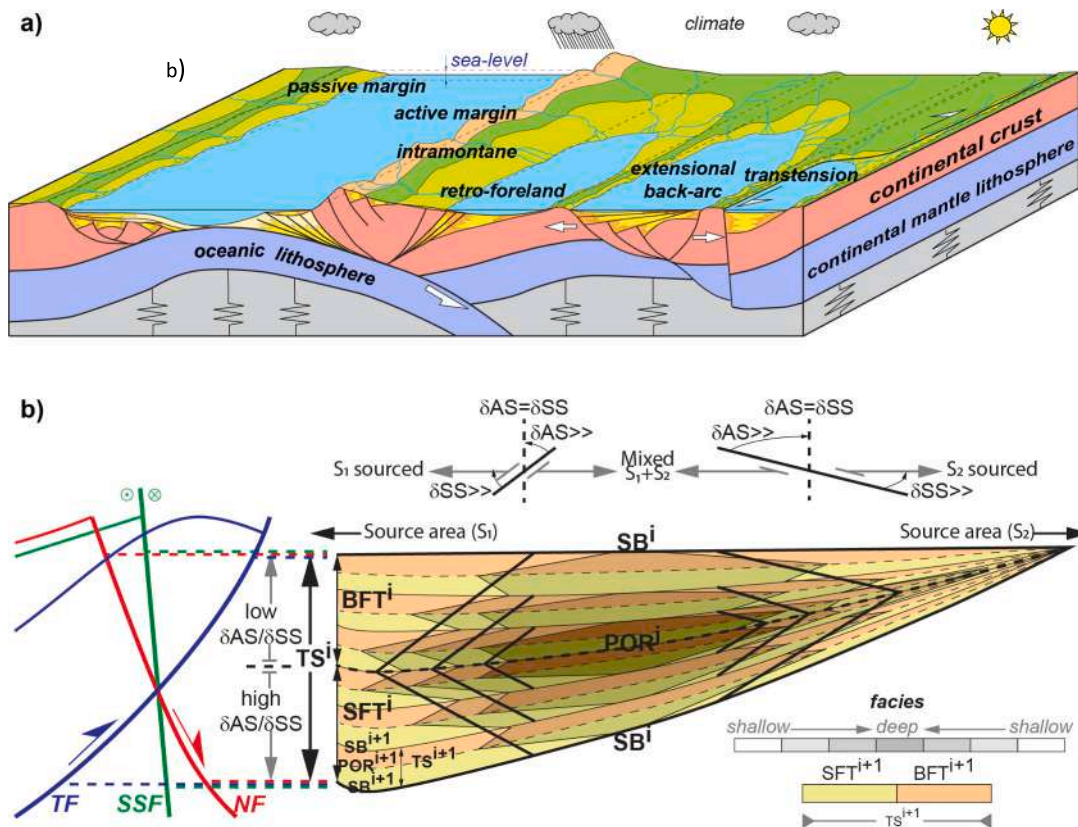 a)
climate
sea-level
b)
passive margin
active margin
intramontane
retro-foreland
extensional
back-arc
transtension
continental crust
continental mantle lithosphere
oceanic lithosphere
b)
δAS=δSS
δAS>>
S₁ sourced
δSS>>
Mixed
S₁+S₂
δAS=δSS
δAS>>
S₂ sourced
δSS>>
Source area (S₁)
SBⁱ
Source area (S₂)
low
δAS/δSS
TSⁱ
high
δAS/δSS
BFTⁱ
PORⁱ
SFTⁱ
SBⁱ⁺¹
PORⁱ⁺¹
SBⁱ⁺¹
TSⁱ⁺¹
SBⁱ
TF
SSF
NF
facies
shallow deep shallow
SFTⁱ⁺¹ BFTⁱ⁺¹
TSⁱ⁺¹